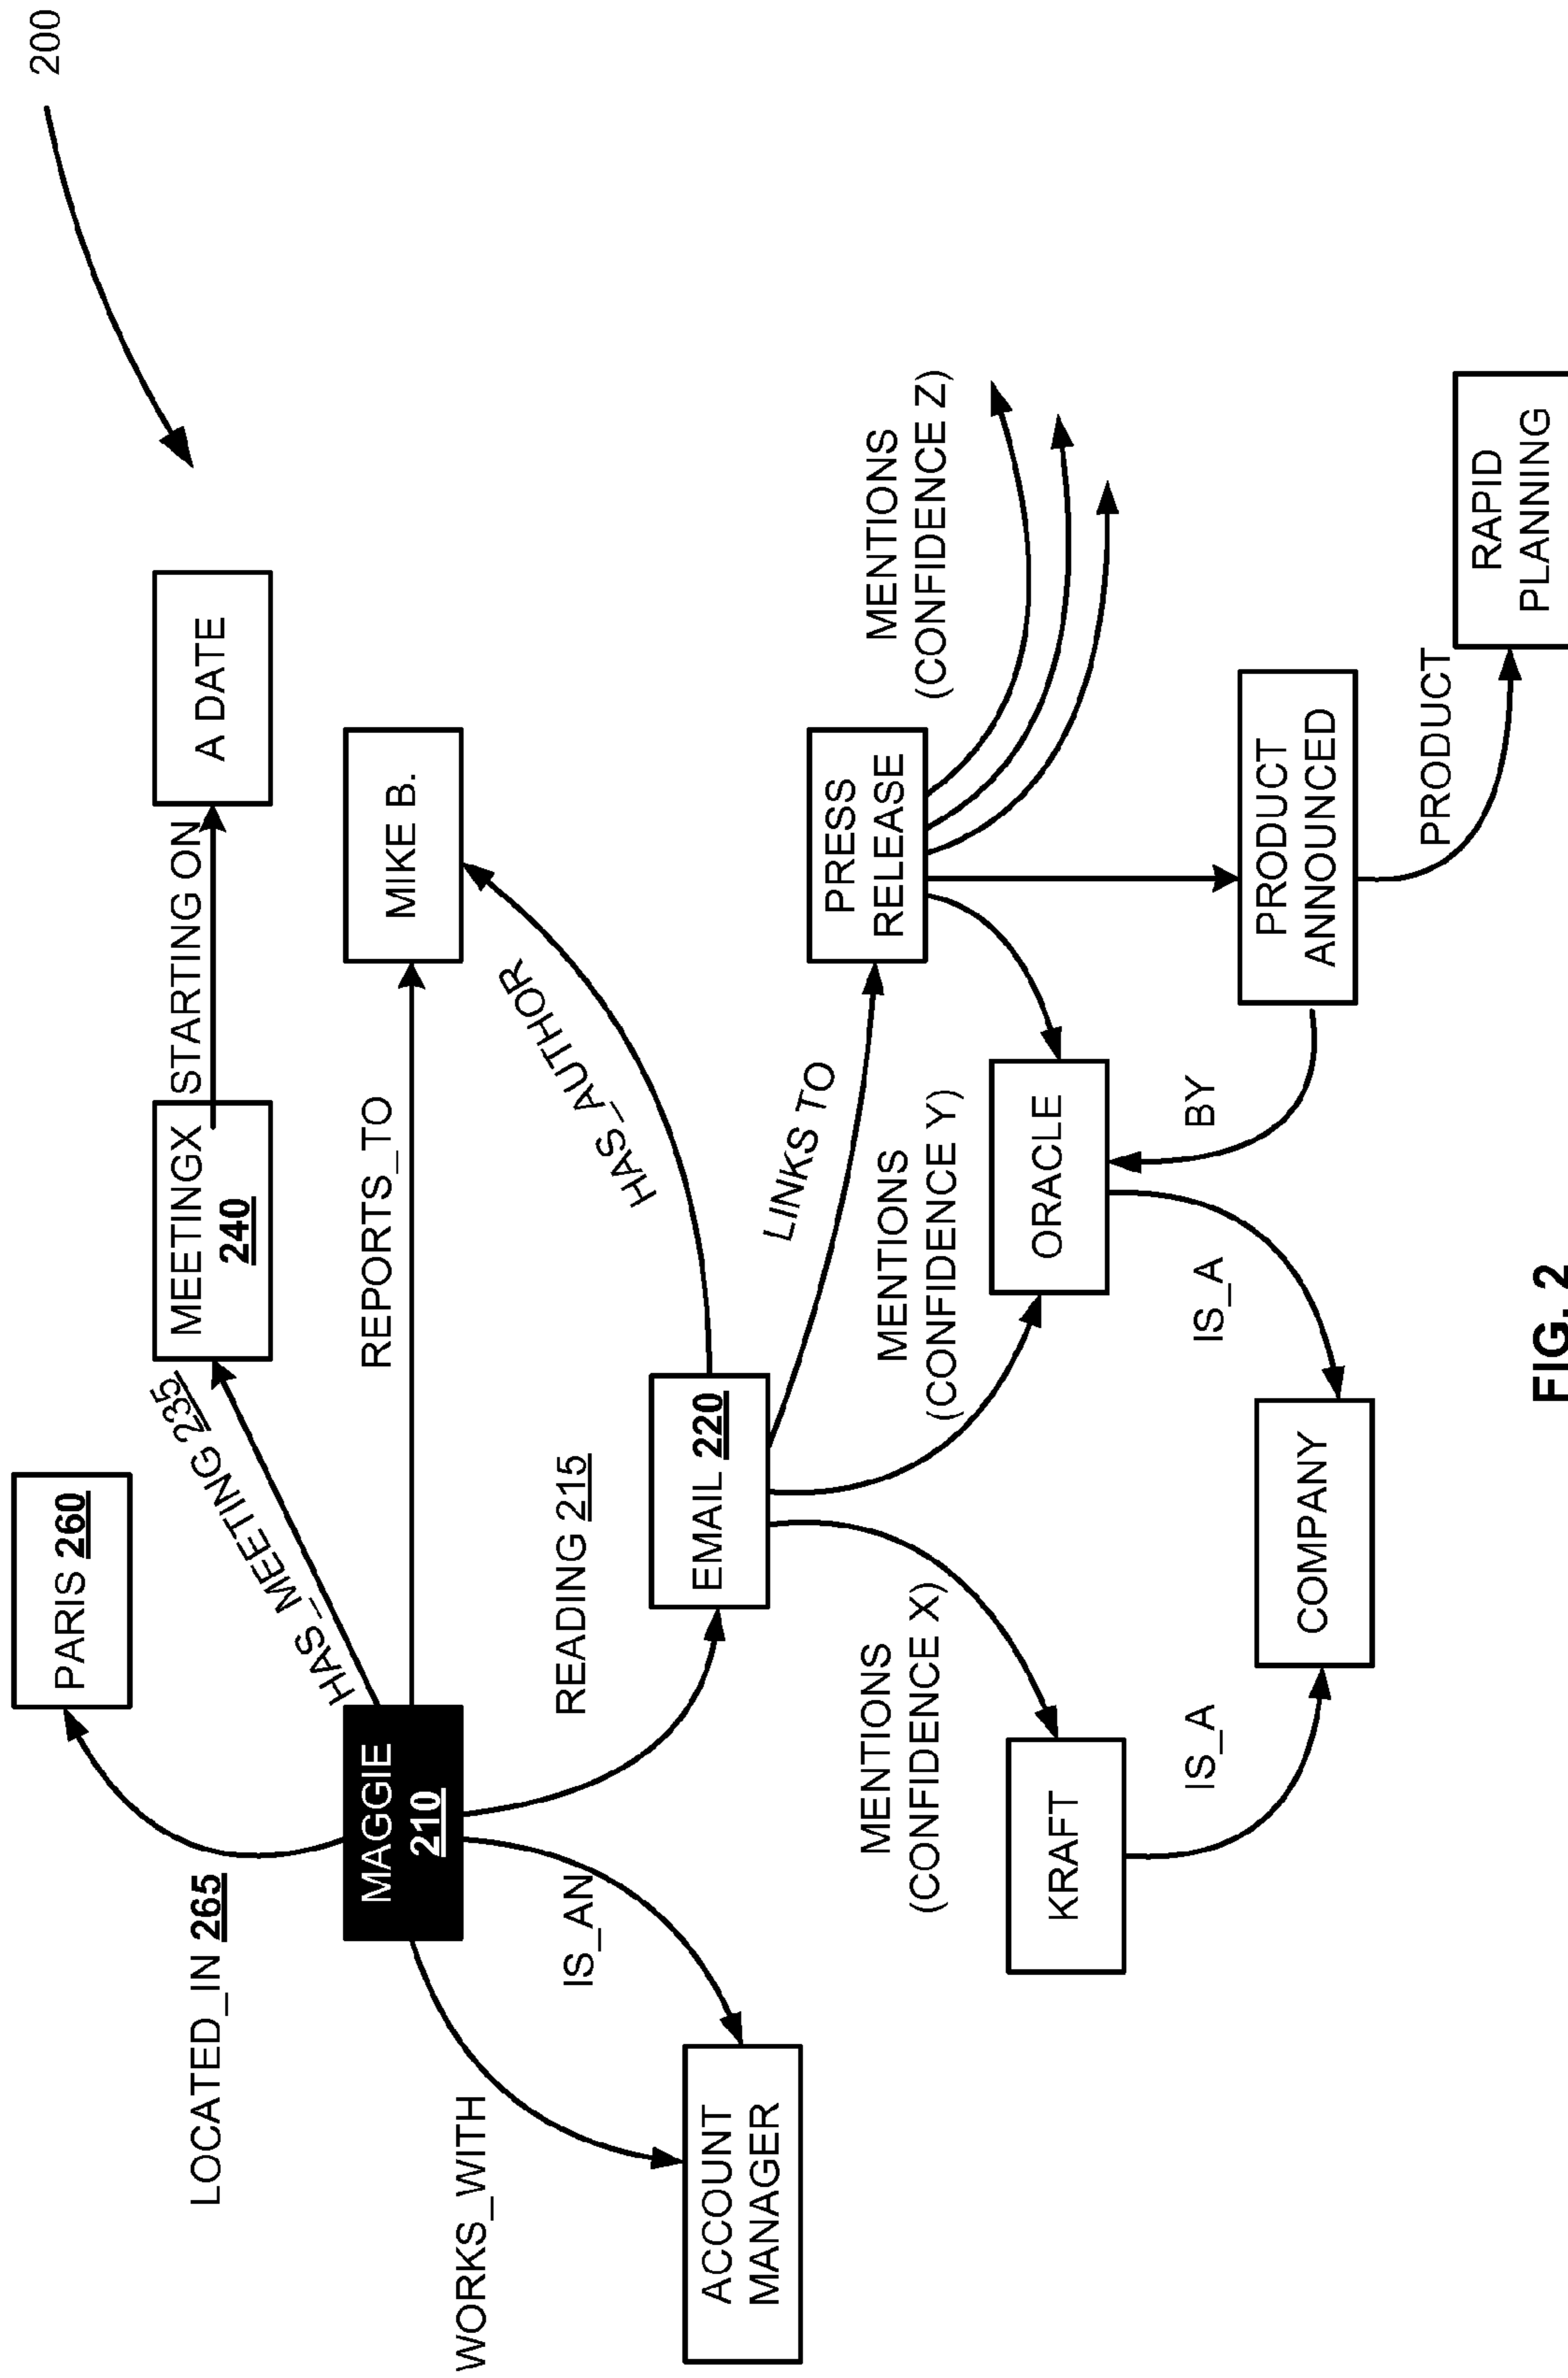 200
PARIS 260
LOCATED_IN 265
HAS_MEETING 235
MEETINGX
240
STARTING ON
A DATE
MAGGIE
210
REPORTS_TO
MIKE B.
WORKS_WITH
IS_AN
READING 215
HAS_AUTHOR
ACCOUNT
MANAGER
EMAIL 220
LINKS TO
PRESS
RELEASE
MENTIONS
(CONFIDENCE Z)
MENTIONS
(CONFIDENCE X)
MENTIONS
(CONFIDENCE Y)
KRAFT
ORACLE
IS_A
IS_A
BY
COMPANY
PRODUCT
ANNOUNCED
PRODUCT
RAPID
PLANNING
FIG. 2